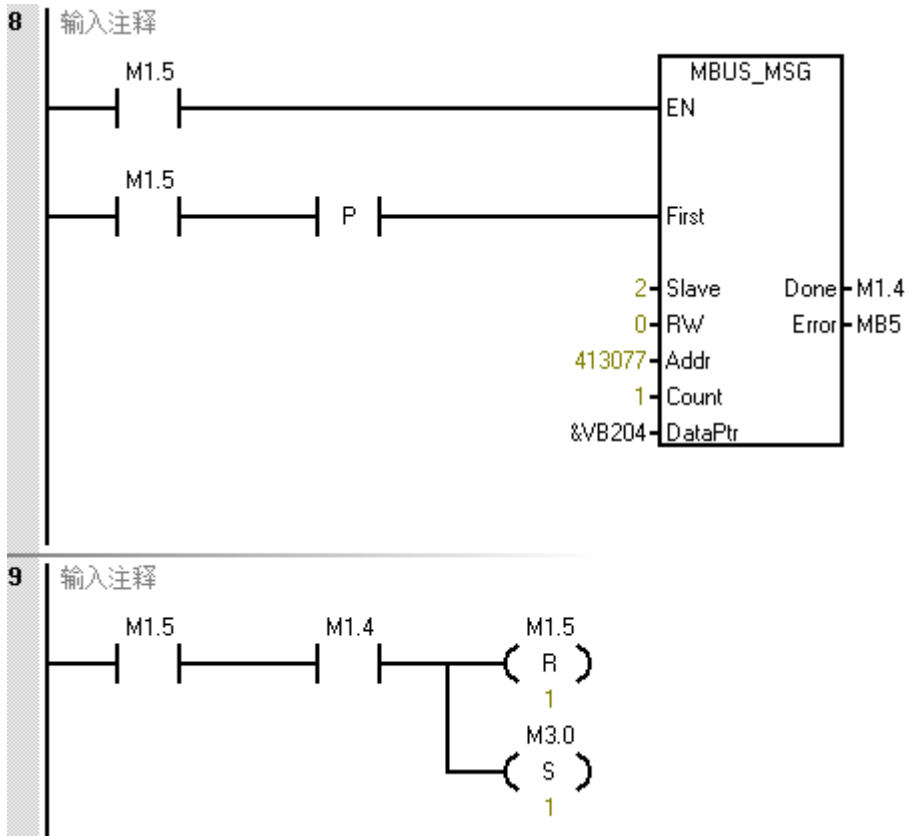 8 输入注释
M1.5 MBUS_MSG
EN
M1.5
P First
2 Slave Done M1.4
0 RW Error MB5
413077 Addr
1 Count
&VB204 DataPtr
9 输入注释
M1.5 M1.4 M1.5
R
1
M3.0
S
1